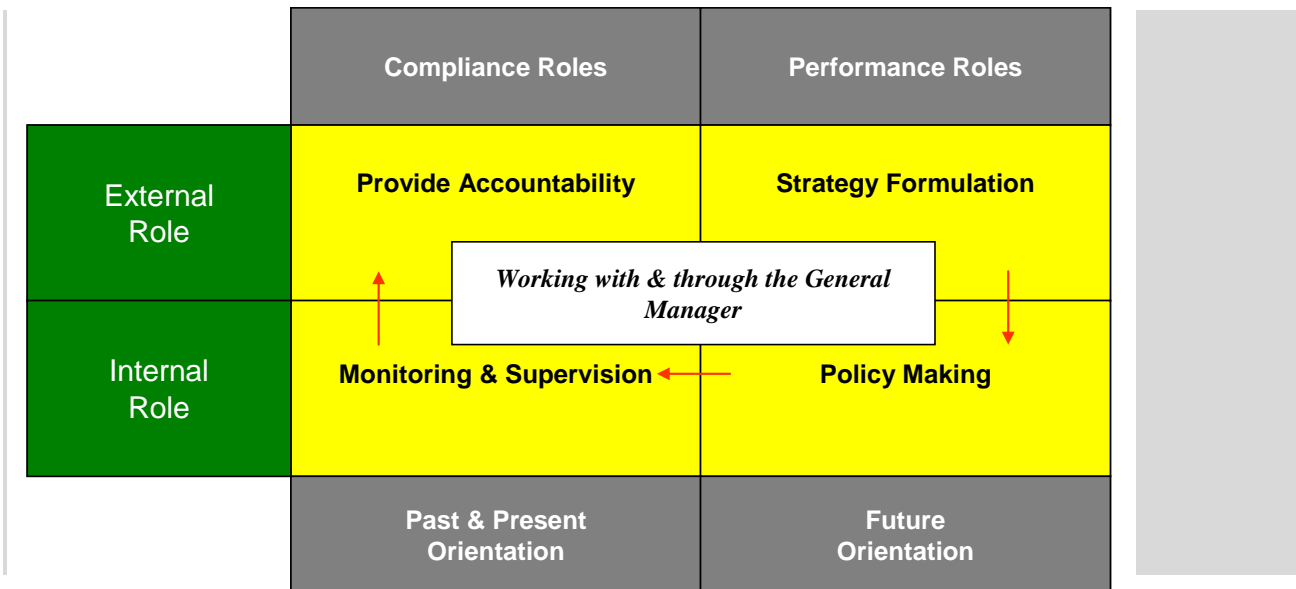 Compliance Roles
Performance Roles
External
Role
Provide Accountability
Strategy Formulation
Working with & through the General
Manager
Internal
Role
Monitoring & Supervision
Policy Making
Past & Present
Orientation
Future
Orientation